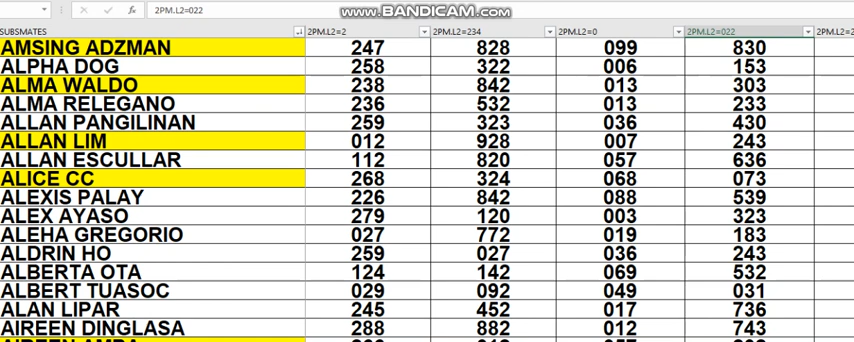 www.BANDICAM.com
2PM.L2=022
SUBSMATES 2PM.L2=2 2PM.L2=234 2PM.L2=0 2PM.L2=022 2PM.L2=2
AMSING ADZMAN 247 828 099 830
ALPHA DOG 258 322 006 153
ALMA WALDO 238 842 013 303
ALMA RELEGANO 236 532 013 233
ALLAN PANGILINAN 259 323 036 430
ALLAN LIM 012 928 007 243
ALLAN ESCULLAR 112 820 057 636
ALICE CC 268 324 068 073
ALEXIS PALAY 226 842 088 539
ALEX AYASO 279 120 003 323
ALEHA GREGORIO 027 772 019 183
ALDRIN HO 259 027 036 243
ALBERTA OTA 124 142 069 532
ALBERT TUASOC 029 092 049 031
ALAN LIPAR 245 452 017 736
AIREEN DINGLASA 288 882 012 743